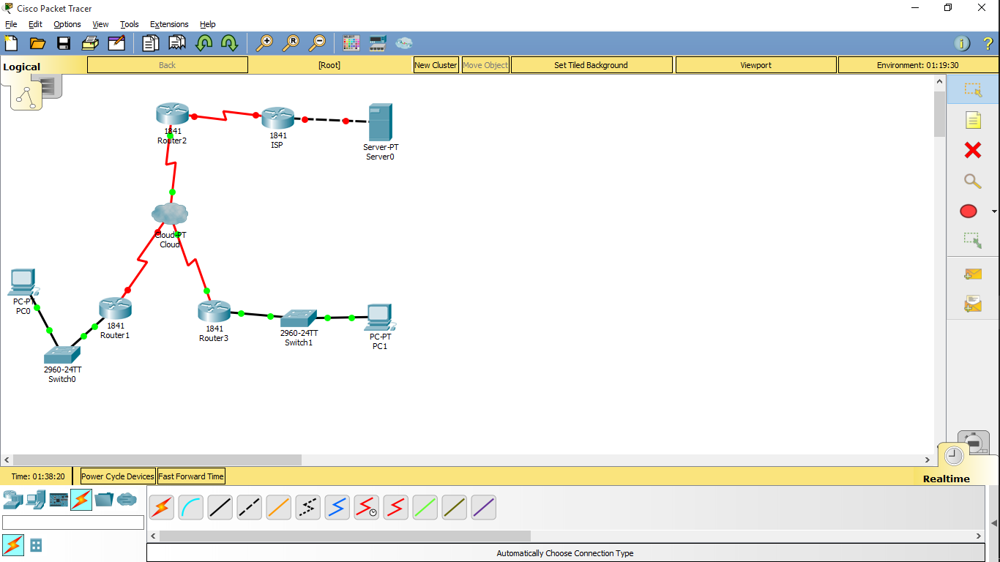 Cisco Packet Tracer
File Edit Options View Tools Extensions Help
Logical
Back
[Root]
New Cluster
Move Object
Set Tiled Background
Viewport
Environment: 01:19:30
1841
Router2
1841
ISP
Server-PT
Server0
Cloud-PT
Cloud
PC-PT
PC0
1841
Router1
1841
Router3
2960-24TT
Switch1
PC-PT
PC1
2960-24TT
Switch0
Time: 01:38:20
Power Cycle Devices
Fast Forward Time
Realtime
Automatically Choose Connection Type